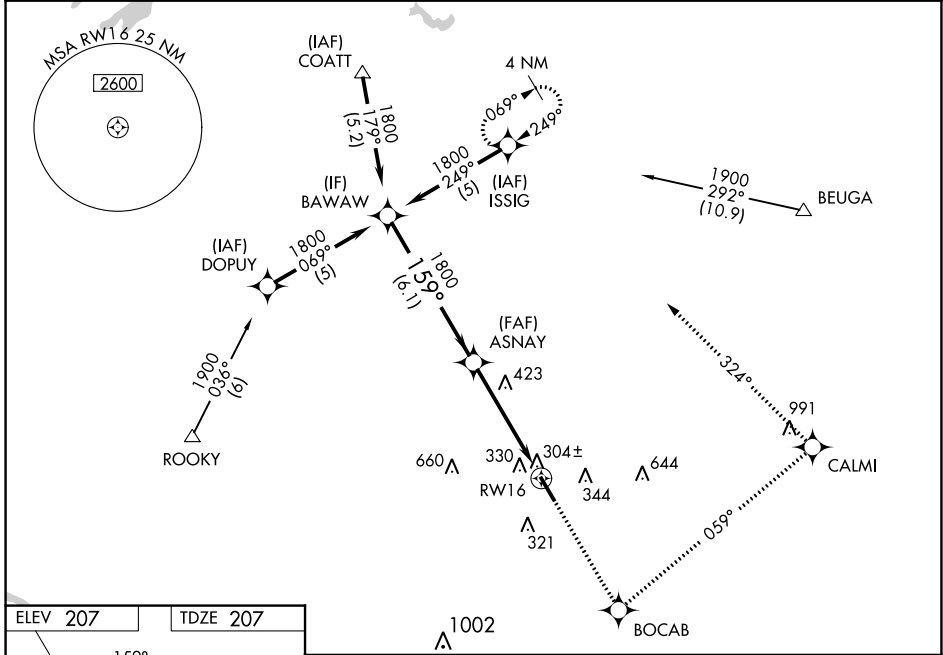 MSA RW16 25 NM
2600
(IAF)
COATT
1800
179°
(5.2)
4 NM
069°
249°
(IAF)
ISSIG
1800
249°
(5)
(IF)
BAWAW
1900
292°
(10.9)
BEUGA
(IAF)
DOPUY
1800
069°
(5)
1800
159°
(6.1)
1900
036°
(6)
ROOKY
(FAF)
ASNAY
423
324°
991
CALMI
660
330
304±
RW16
344
644
321
059°
BOCAB
1002
ELEV 207
TDZE 207
159°